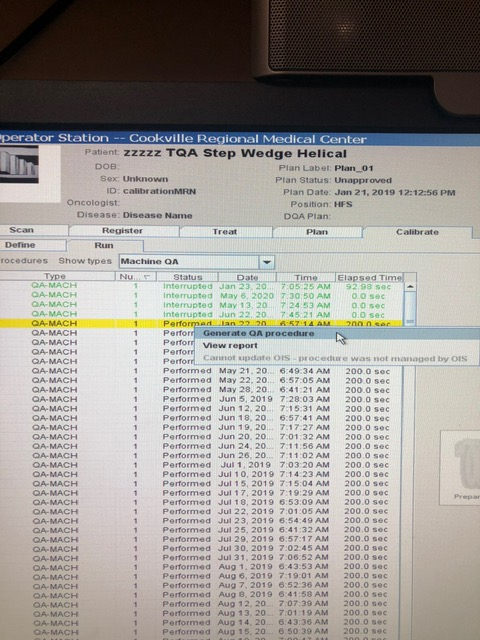 Operator Station -- Cookville Regional Medical Center
Patient: zzzzz TQA Step Wedge Helical
DOB:
Plan Label: Plan_01
Sex: Unknown
Plan Status: Unapproved
ID: calibrationMRN
Plan Date: Jan 21, 2019 12:12:56 PM
Oncologist:
Position: HFS
Disease: Disease Name
DQA Plan:
Scan Register Treat Plan Calibrate
Define Run
rocedures Show types Machine QA
Type Nu... Status Date Time Elapsed Time
QA-MACH 1 Interrupted Jan 23, 20... 7:05:25 AM 92.98 sec
QA-MACH 1 Interrupted May 6, 2020 7:30:50 AM 0.0 sec
QA-MACH 1 Interrupted May 13, 20... 7:24:53 AM 0.0 sec
QA-MACH 1 Interrupted Jun 22, 20... 7:45:21 AM 0.0 sec
QA-MACH 1 Performed Jan 22, 20... 6:57:14 AM 200.0 sec
QA-MACH 1 Perfor
Generate QA procedure
QA-MACH 1 Perfor
View report
QA-MACH 1 Perfor
Cannot update OIS - procedure was not managed by OIS
QA-MACH 1 Performed May 21, 20... 6:49:34 AM 200.0 sec
QA-MACH 1 Performed May 22, 20... 6:57:05 AM 200.0 sec
QA-MACH 1 Performed May 28, 20... 6:41:21 AM 200.0 sec
QA-MACH 1 Performed Jun 5, 2019 7:28:03 AM 200.0 sec
QA-MACH 1 Performed Jun 12, 20... 7:15:31 AM 200.0 sec
QA-MACH 1 Performed Jun 18, 20... 6:57:41 AM 200.0 sec
QA-MACH 1 Performed Jun 19, 20... 7:17:27 AM 200.0 sec
QA-MACH 1 Performed Jun 20, 20... 7:01:32 AM 200.0 sec
QA-MACH 1 Performed Jun 24, 20... 7:11:56 AM 200.0 sec
QA-MACH 1 Performed Jun 26, 20... 7:11:02 AM 200.0 sec
QA-MACH 1 Performed Jul 1, 2019 7:03:20 AM 200.0 sec
QA-MACH 1 Performed Jul 10, 2019 7:14:23 AM 200.0 sec
QA-MACH 1 Performed Jul 15, 2019 7:15:04 AM 200.0 sec
QA-MACH 1 Performed Jul 17, 2019 7:19:29 AM 200.0 sec
QA-MACH 1 Performed Jul 18, 2019 6:53:09 AM 200.0 sec
QA-MACH 1 Performed Jul 22, 2019 7:01:05 AM 200.0 sec
QA-MACH 1 Performed Jul 23, 2019 6:54:49 AM 200.0 sec
QA-MACH 1 Performed Jul 25, 2019 6:41:32 AM 200.0 sec
QA-MACH 1 Performed Jul 29, 2019 6:57:17 AM 200.0 sec
QA-MACH 1 Performed Jul 30, 2019 7:02:45 AM 200.0 sec
QA-MACH 1 Performed Jul 31, 2019 7:06:52 AM 200.0 sec
QA-MACH 1 Performed Aug 1, 2019 6:43:53 AM 200.0 sec
QA-MACH 1 Performed Aug 6, 2019 7:19:01 AM 200.0 sec
QA-MACH 1 Performed Aug 7, 2019 6:52:36 AM 200.0 sec
QA-MACH 1 Performed Aug 8, 2019 6:41:58 AM 200.0 sec
QA-MACH 1 Performed Aug 12, 20... 7:07:39 AM 200.0 sec
QA-MACH 1 Performed Aug 13, 20... 7:01:19 AM 200.0 sec
QA-MACH 1 Performed Aug 14, 20... 6:43:36 AM 200.0 sec
QA-MACH 1 Performed Aug 15, 20... 6:50:39 AM 200.0 sec
Prepar